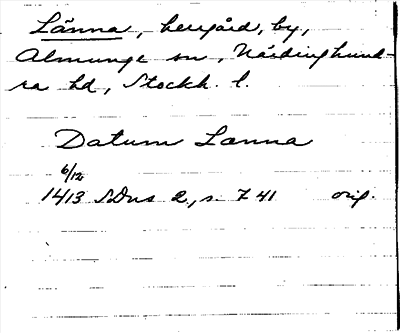 Länna, herrgård, by,
Almunge sn, Närdinghund-
ra hd, Stockh. l.
Datum Lanna
6/12
1413 SDns 2, s. 741 orig.